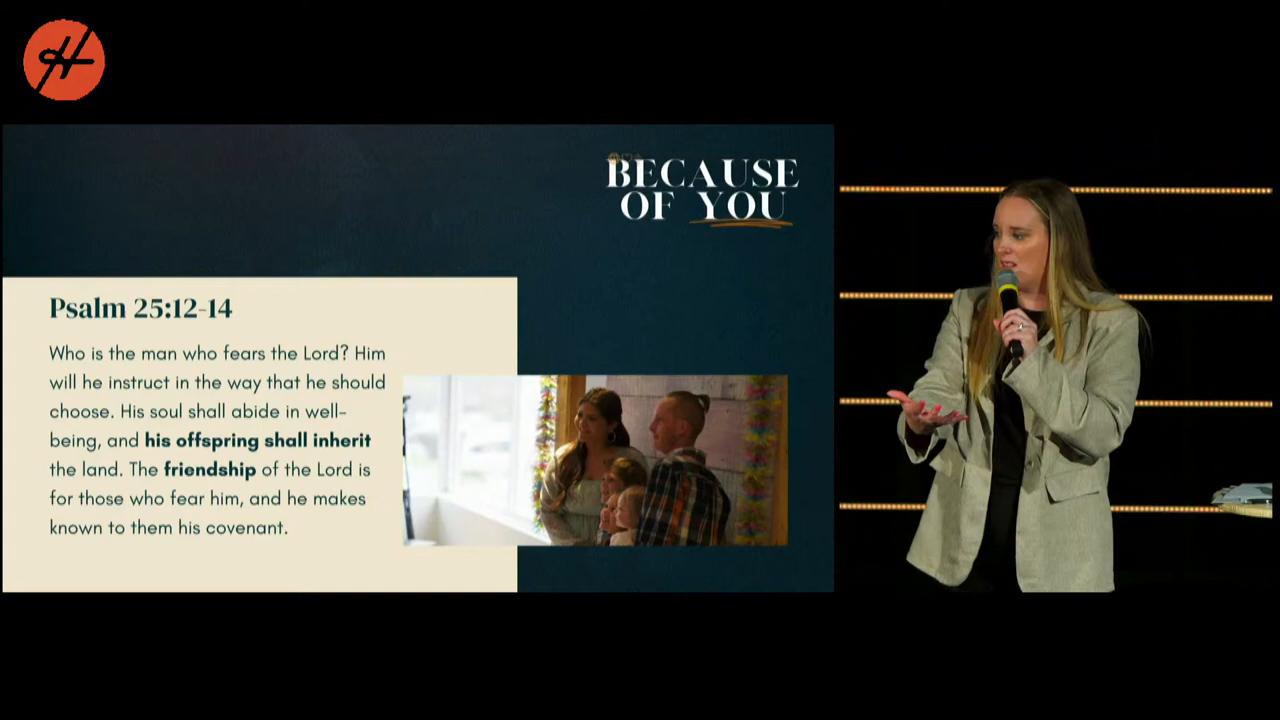 BECAUSE
OF YOU
Psalm 25:12-14
Who is the man who fears the Lord? Him
will he instruct in the way that he should
choose. His soul shall abide in well-
being, and his offspring shall inherit
the land. The friendship of the Lord is
for those who fear him, and he makes
known to them his covenant.